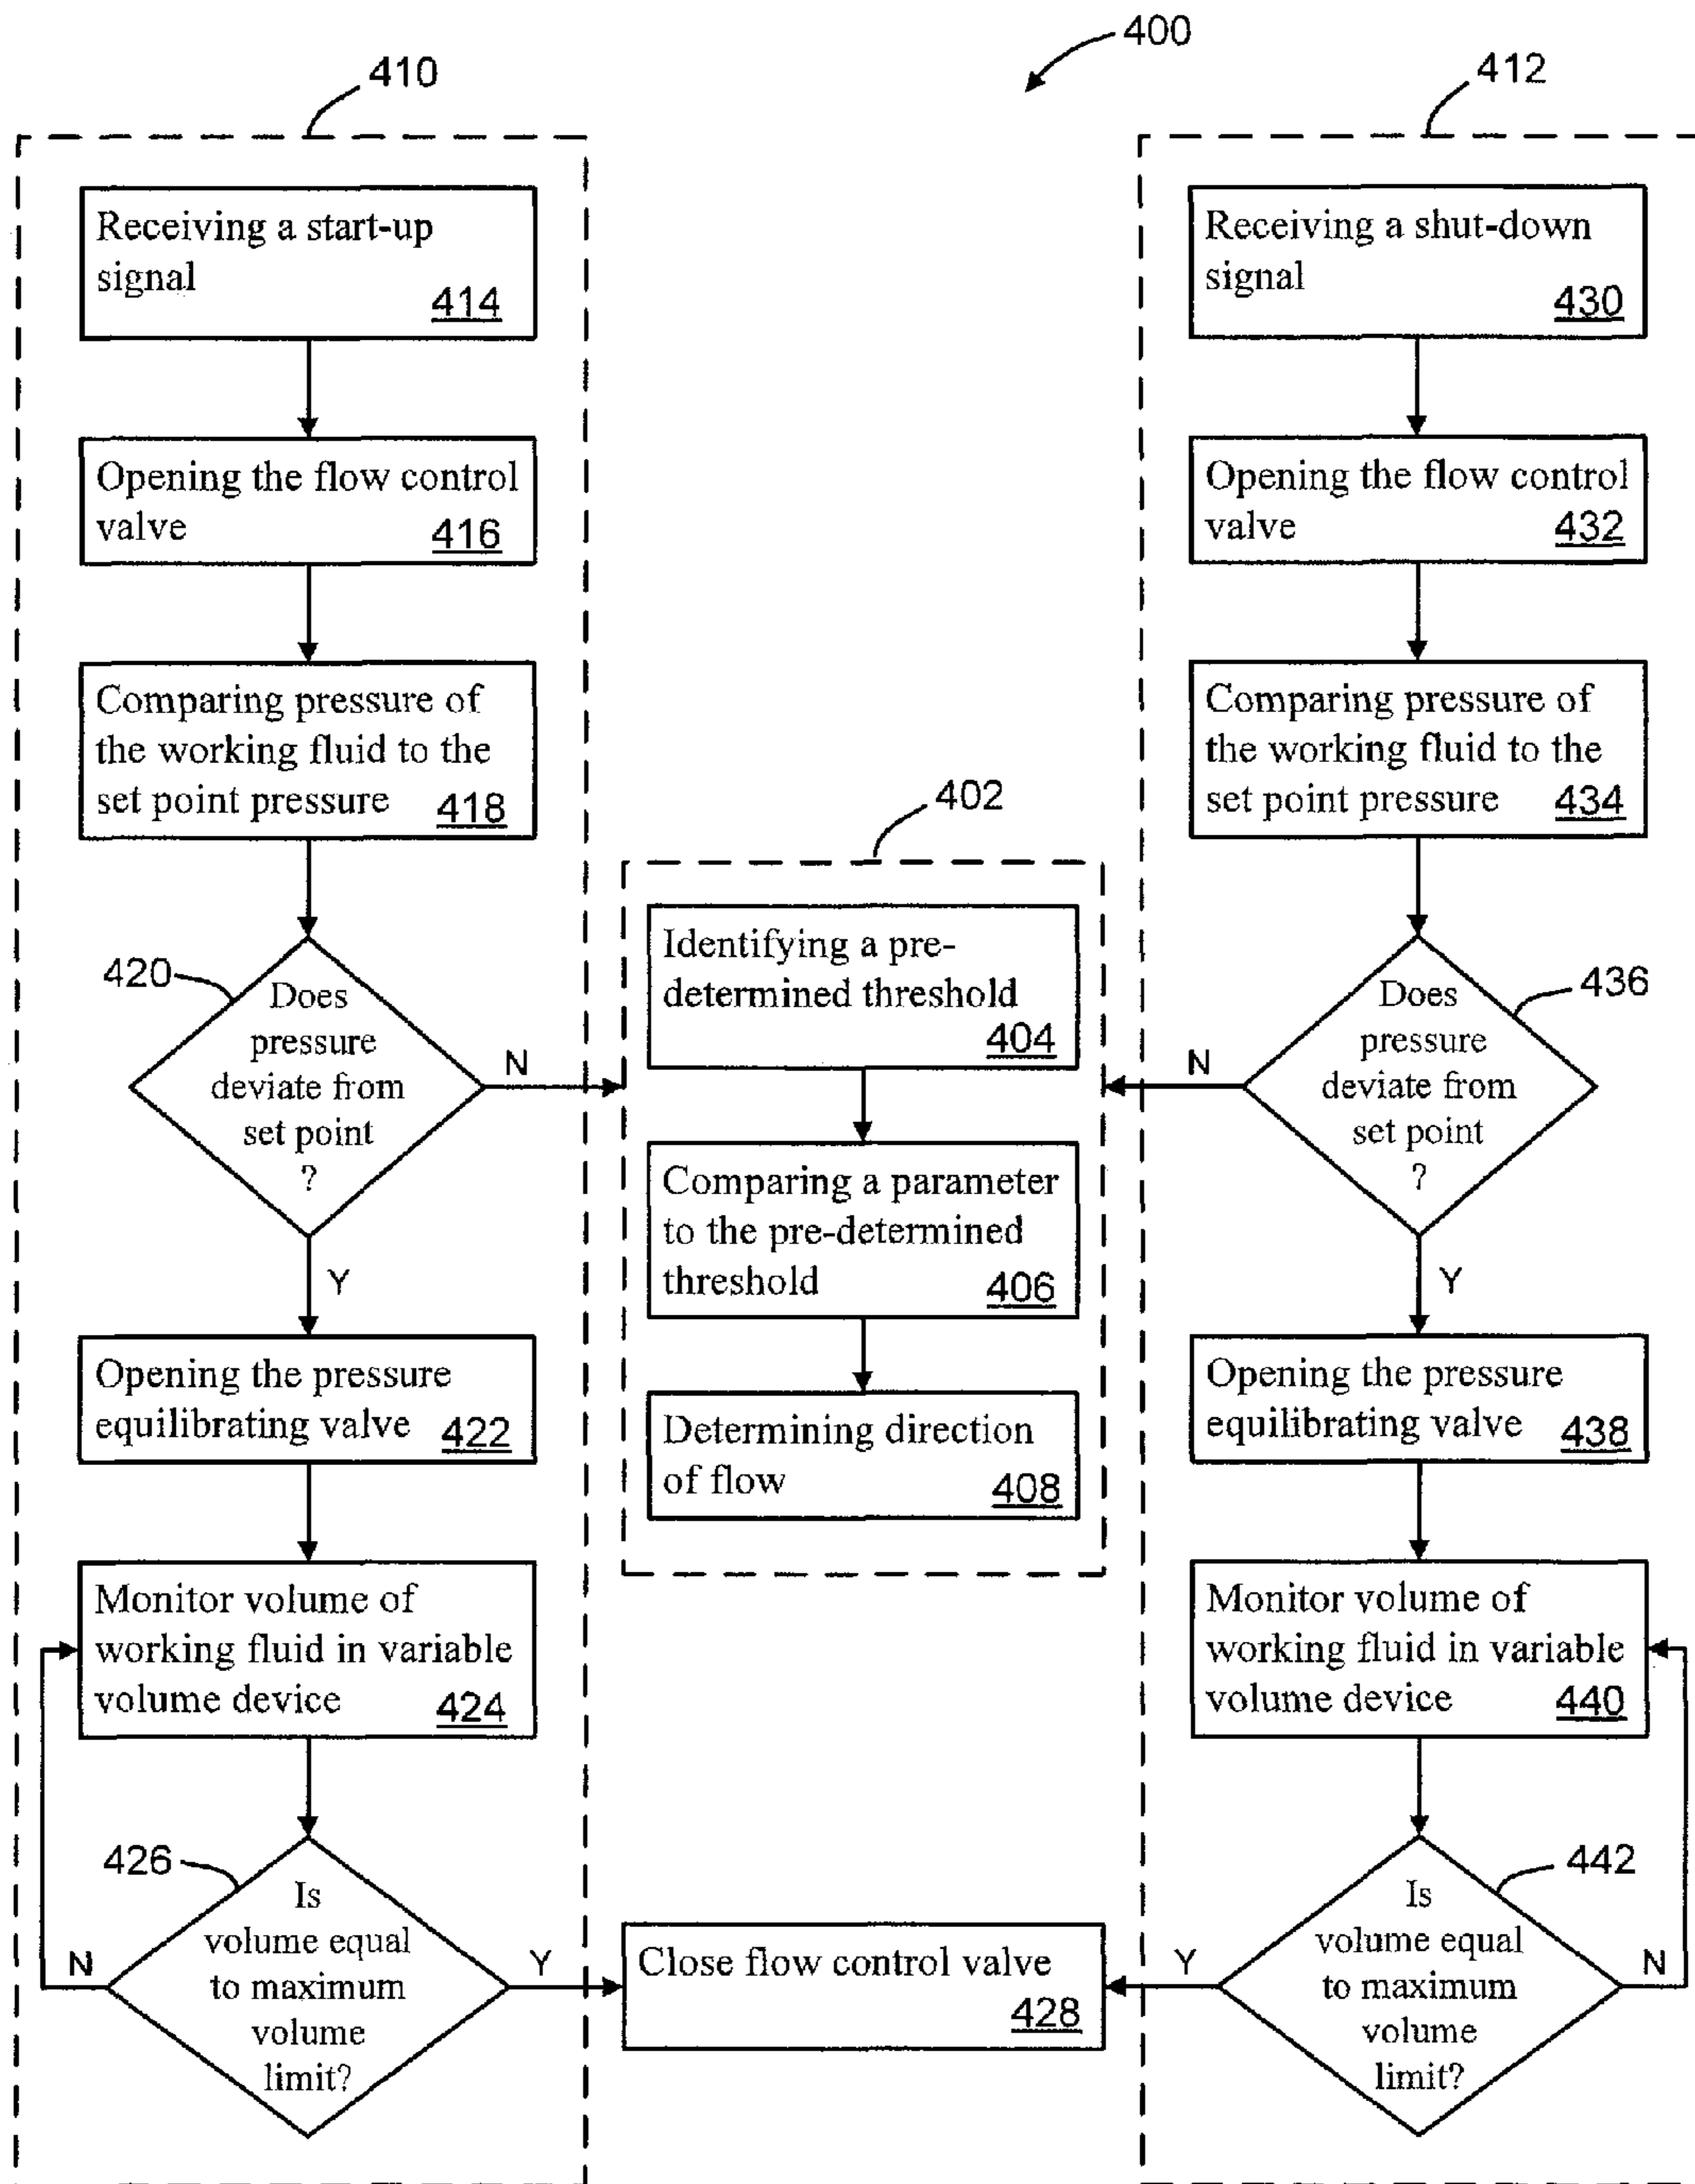 400
410
Receiving a start-up
signal
414
Opening the flow control
valve
416
Comparing pressure of
the working fluid to the
set point pressure
418
420
Does
pressure
deviate from
set point
?
N
Y
Opening the pressure
equilibrating valve
422
Monitor volume of
working fluid in variable
volume device
424
426
Is
volume equal
to maximum
volume
limit?
N
Y
402
Identifying a pre-
determined threshold
404
Comparing a parameter
to the pre-determined
threshold
406
Determining direction
of flow
408
Close flow control valve
428
412
Receiving a shut-down
signal
430
Opening the flow control
valve
432
Comparing pressure of
the working fluid to the
set point pressure
434
436
Does
pressure
deviate from
set point
?
N
Y
Opening the pressure
equilibrating valve
438
Monitor volume of
working fluid in variable
volume device
440
442
Is
volume equal
to maximum
volume
limit?
Y
N